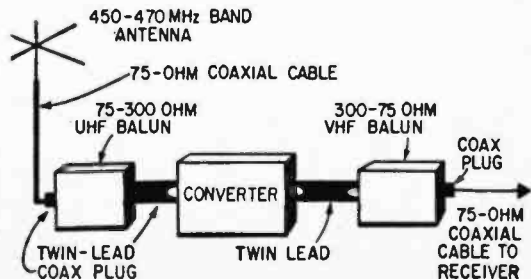 450-470 MHz BAND
ANTENNA
75-OHM COAXIAL CABLE
75-300 OHM
UHF BALUN
300-75 OHM
VHF BALUN
COAX
PLUG
CONVERTER
TWIN-LEAD
COAX PLUG
TWIN LEAD
75-OHM
COAXIAL
CABLE TO
RECEIVER